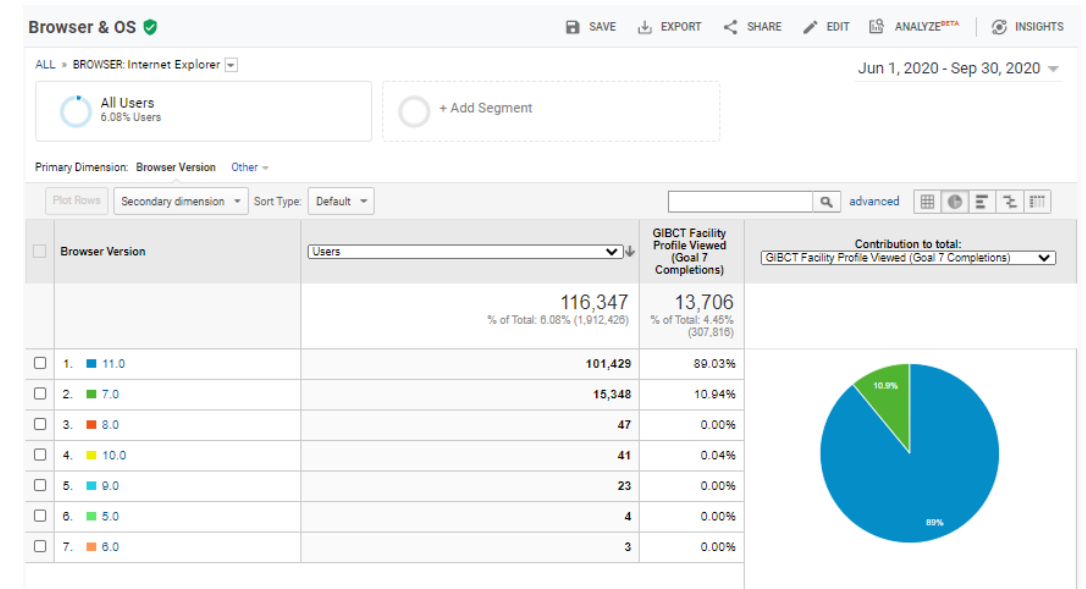 Browser & OS
SAVE EXPORT SHARE EDIT ANALYZE BETA INSIGHTS
ALL » BROWSER: Internet Explorer
Jun 1, 2020 - Sep 30, 2020
All Users
6.08% Users
+ Add Segment
Primary Dimension: Browser Version Other
Plot Rows Secondary dimension Sort Type: Default advanced
Browser Version
Users
GIBCT Facility
Profile Viewed
(Goal 7
Completions)
Contribution to total:
GIBCT Facility Profile Viewed (Goal 7 Completions)
116,347
% of Total: 6.08% (1,912,426)
13,706
% of Total: 4.45%
(307,816)
1. 11.0 101,429 89.03%
2. 7.0 15,348 10.94%
3. 8.0 47 0.00%
4. 10.0 41 0.04%
5. 9.0 23 0.00%
6. 5.0 4 0.00%
7. 6.0 3 0.00%
10.9%
89%